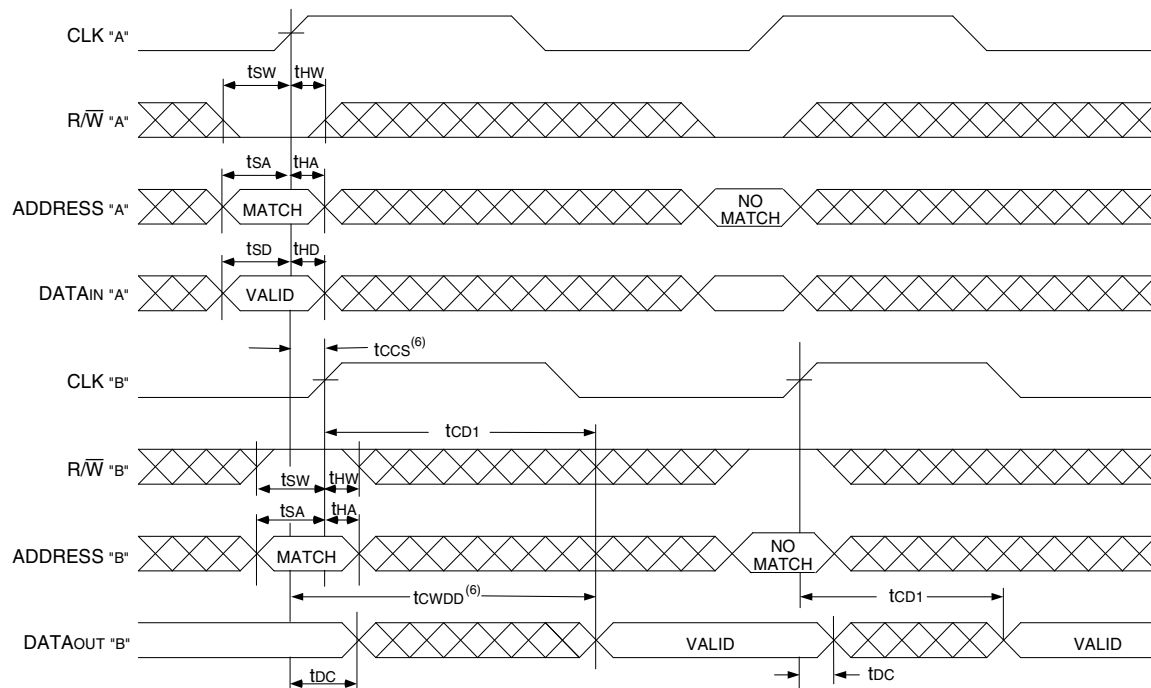 CLK "A"
tSW tHW
R/W̅ "A"
tSA tHA
ADDRESS "A" MATCH NO MATCH
tSD tHD
DATAIN "A" VALID
tCCS(6)
CLK "B"
tCD1
R/W̅ "B"
tSW tHW
tSA tHA
ADDRESS "B" MATCH NO MATCH
tCWDD(6) tCD1
DATAOUT "B" VALID VALID
tDC tDC